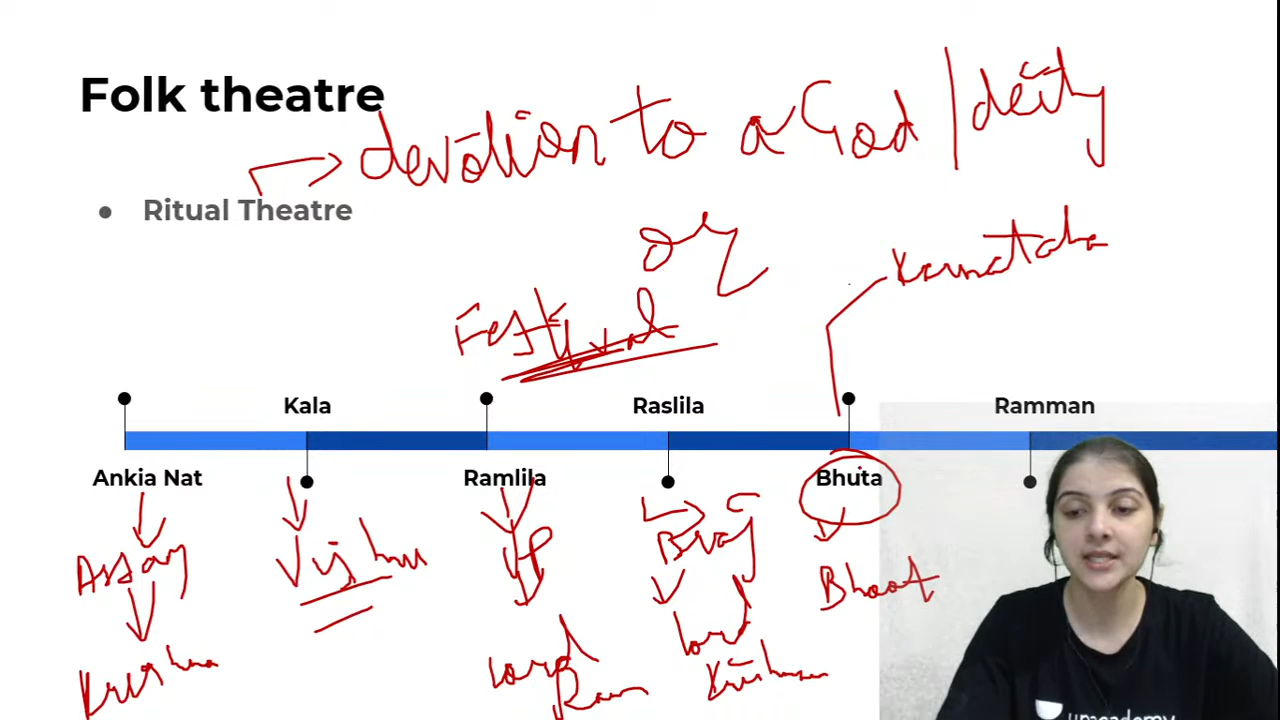 Folk theatre
devotion to a God/deity
● Ritual Theatre
or
Karnataka
Festival
Kala Raslila Ramman
Ankia Nat Ramlila Bhuta
Assam Vishnu UP Braj Bhoot
Krishna lord Ram lord Krishna
unacademy